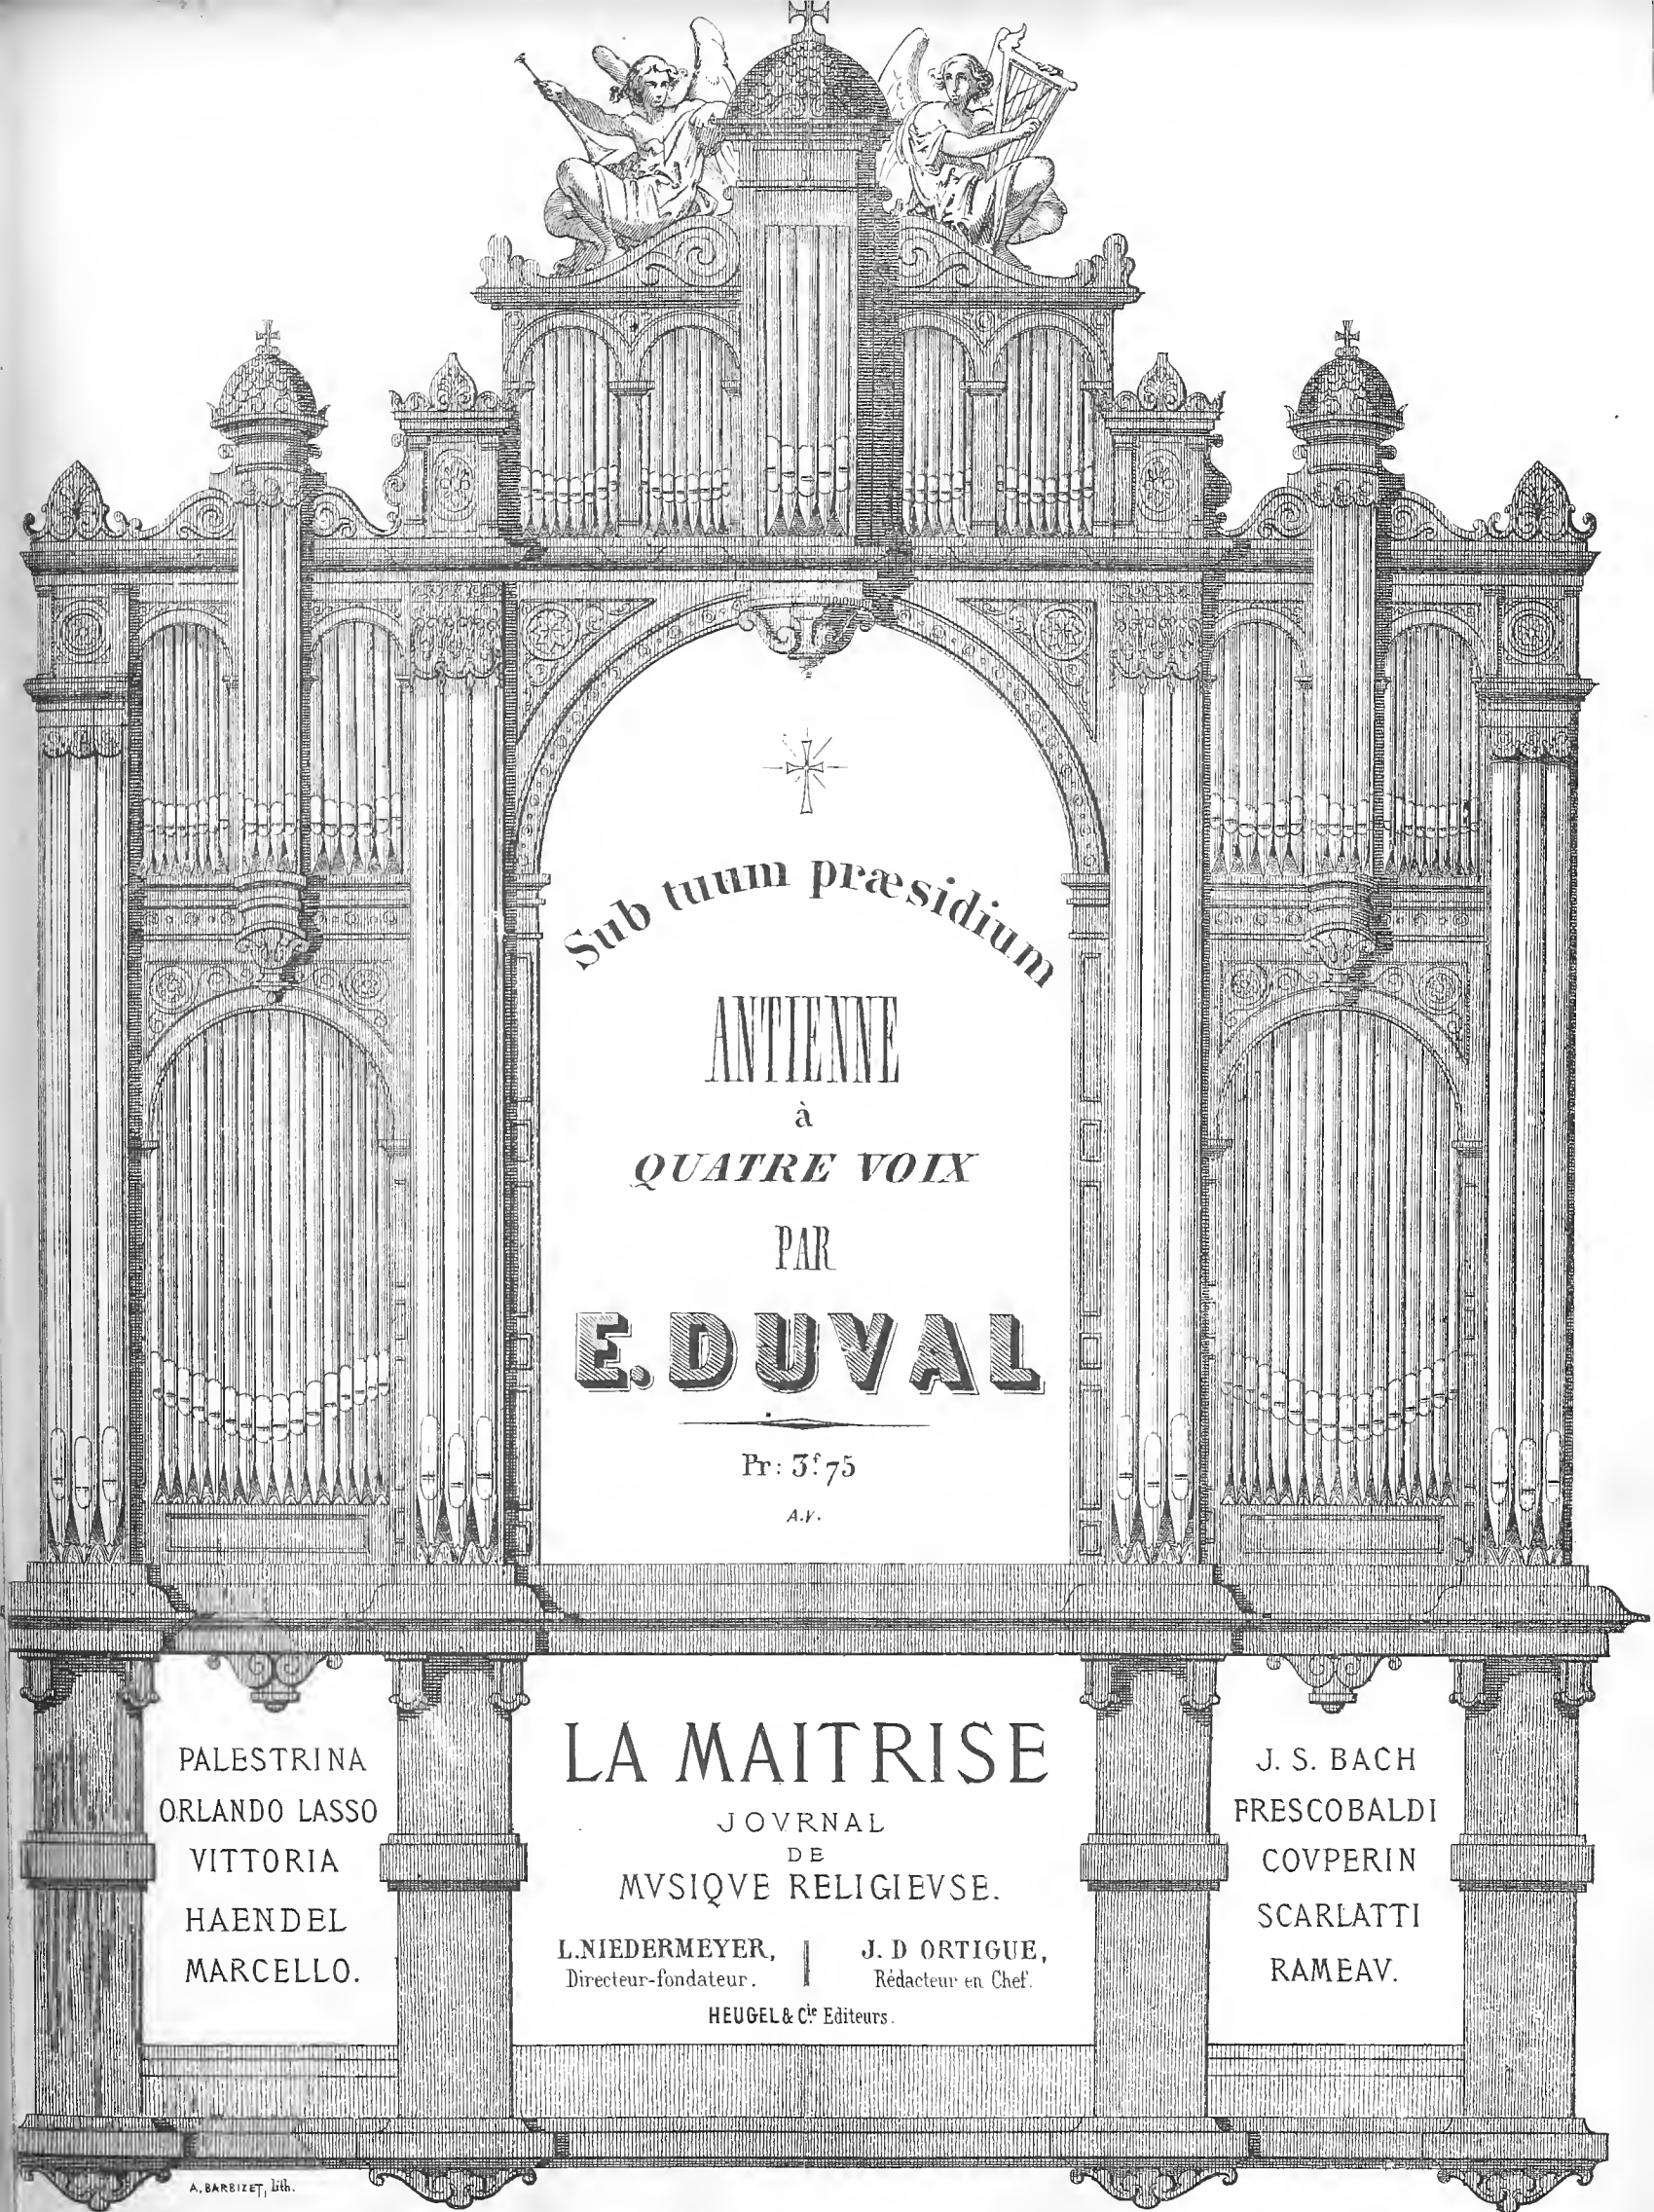 Sub tuum præsidium
ANTIENNE
à
QUATRE VOIX
PAR
E. DUVAL
Pr: 3f 75
A.V.
PALESTRINA
ORLANDO LASSO
VITTORIA
HAENDEL
MARCELLO.
LA MAITRISE
JOVRNAL
DE
MVSIQVE RELIGIEVSE.
L. NIEDERMEYER,
Directeur-fondateur.
J. D ORTIGUE,
Rédacteur en Chef.
HEUGEL & Cie Editeurs.
J. S. BACH
FRESCOBALDI
COVPERIN
SCARLATTI
RAMEAV.
A. BARBIZET, lith.